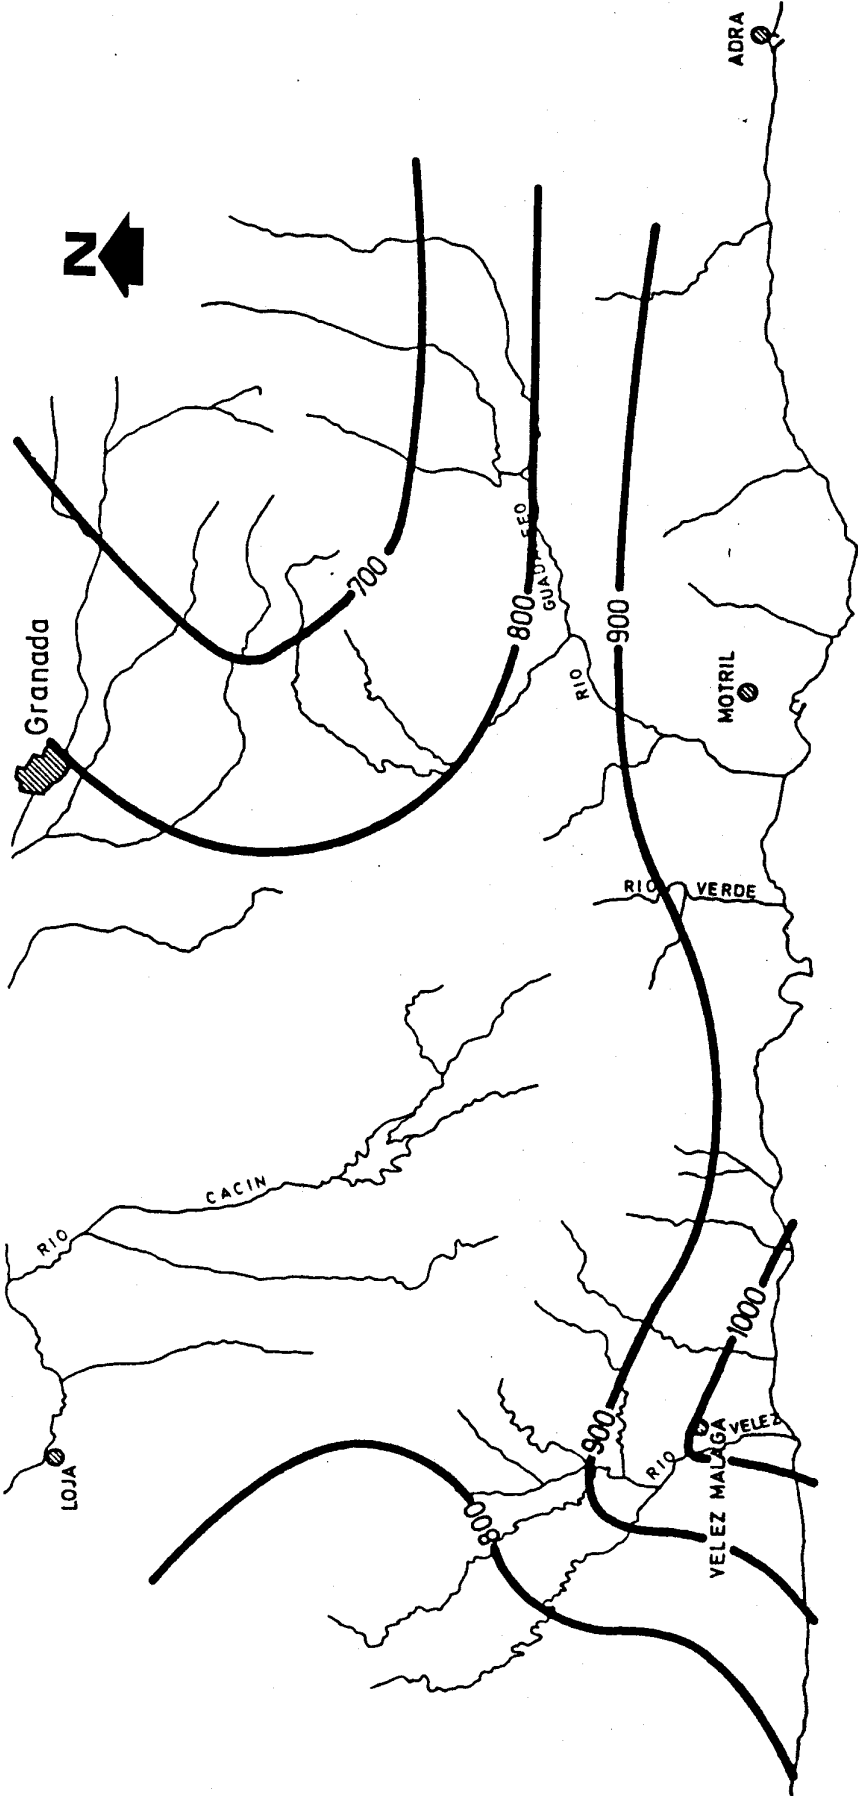 ADRA
N
Granada
700
800
900
RIO
MOTRIL
RIO VERDE
RIO CACIN
LOJA
800
900
1000
RIO VELEZ
VELEZ MALAGA